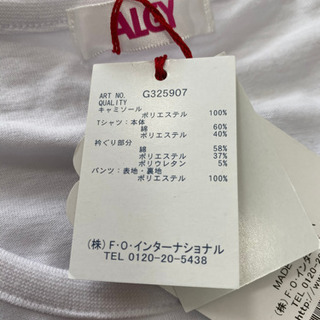 ALGY
ART NO. G325907
QUALITY
キャミソール
ポリエステル 100%
Tシャツ:本体
綿 60%
ポリエステル 40%
衿ぐり部分
綿 58%
ポリエステル 37%
ポリウレタン 5%
パンツ:表地・裏地
ポリエステル 100%
(株)F・O・インターナショナル
TEL 0120-20-5438
MADE
(株)F・O・イン